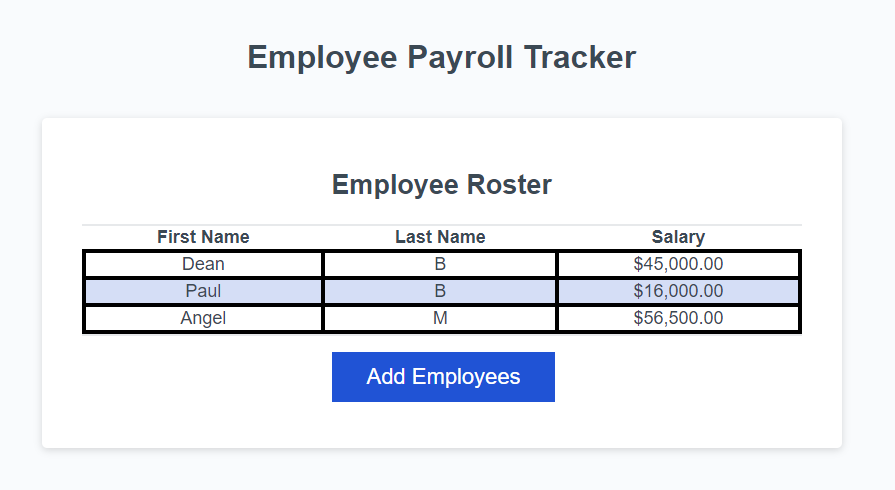 Employee Payroll Tracker
Employee Roster
First Name Last Name Salary
Dean B $45,000.00
Paul B $16,000.00
Angel M $56,500.00
Add Employees